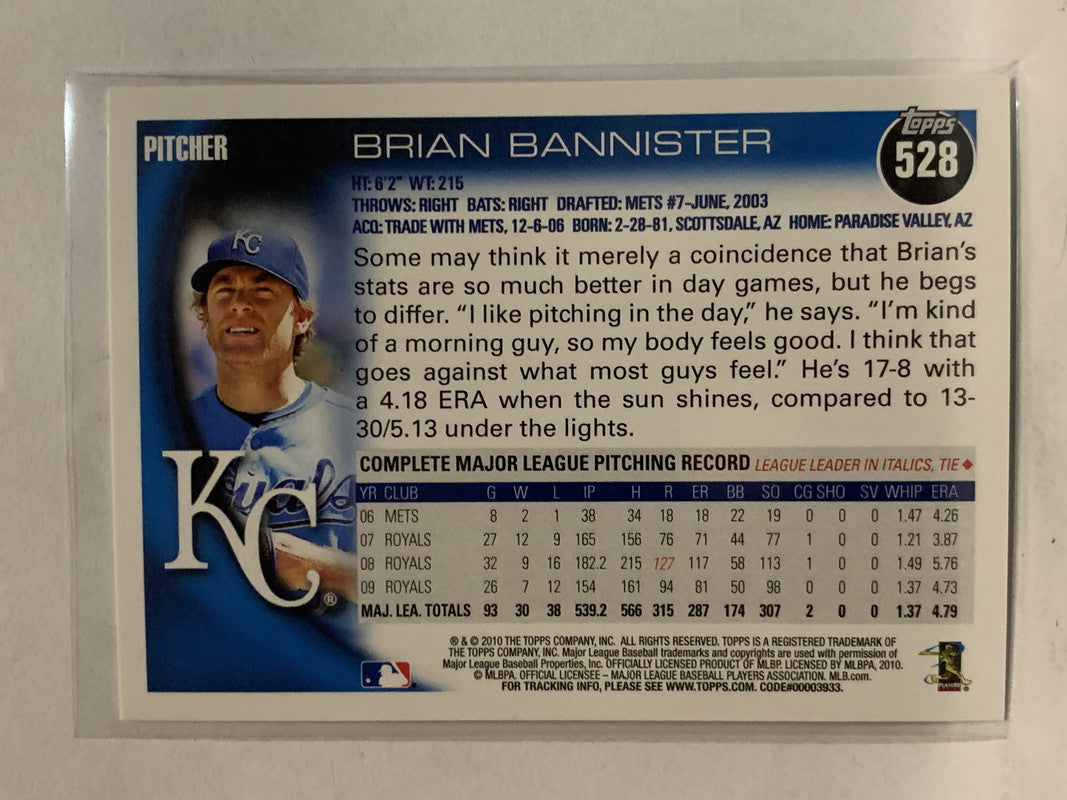 PITCHER
BRIAN BANNISTER
topps
528
HT: 6'2" WT: 215
THROWS: RIGHT BATS: RIGHT DRAFTED: METS #7-JUNE, 2003
ACQ: TRADE WITH METS, 12-6-06 BORN: 2-28-81, SCOTTSDALE, AZ HOME: PARADISE VALLEY, AZ
KC
Some may think it merely a coincidence that Brian's
stats are so much better in day games, but he begs
to differ. "I like pitching in the day," he says. "I'm kind
of a morning guy, so my body feels good. I think that
goes against what most guys feel." He's 17-8 with
a 4.18 ERA when the sun shines, compared to 13-
30/5.13 under the lights.
KC ®
COMPLETE MAJOR LEAGUE PITCHING RECORD LEAGUE LEADER IN ITALICS, TIE ◆
YR CLUB G W L IP H R ER BB SO CG SHO SV WHIP ERA
06 METS 8 2 1 38 34 18 18 22 19 0 0 0 1.47 4.26
07 ROYALS 27 12 9 165 156 76 71 44 77 1 0 0 1.21 3.87
08 ROYALS 32 9 16 182.2 215 127 117 58 113 1 0 0 1.49 5.76
09 ROYALS 26 7 12 154 161 94 81 50 98 0 0 0 1.37 4.73
MAJ. LEA. TOTALS 93 30 38 539.2 566 315 287 174 307 2 0 0 1.37 4.79
® & © 2010 THE TOPPS COMPANY, INC. ALL RIGHTS RESERVED. TOPPS IS A REGISTERED TRADEMARK OF
THE TOPPS COMPANY, INC. Major League Baseball trademarks and copyrights are used with permission of
Major League Baseball Properties, Inc. OFFICIALLY LICENSED PRODUCT OF MLBP. LICENSED BY MLBPA, 2010.
© MLBPA. OFFICIAL LICENSEE – MAJOR LEAGUE BASEBALL PLAYERS ASSOCIATION. MLB.com.
FOR TRACKING INFO, PLEASE SEE WWW.TOPPS.COM. CODE#00003933.